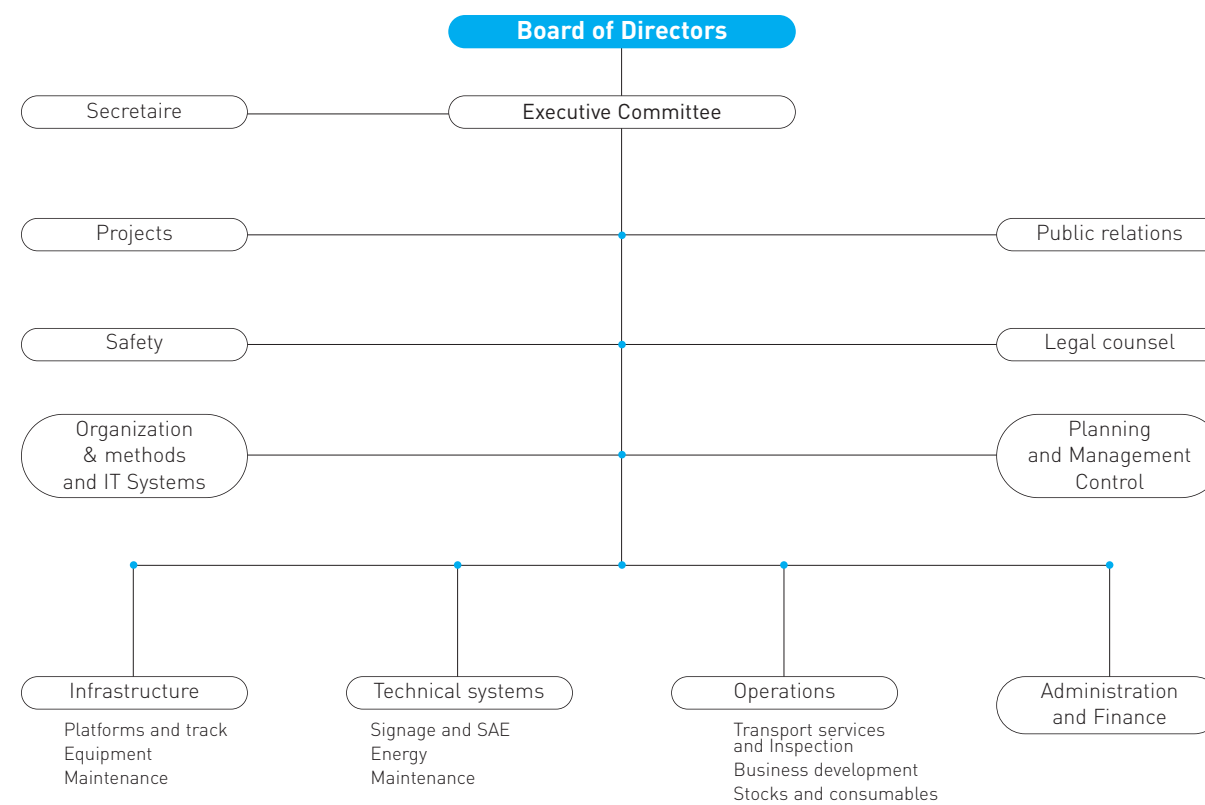 Board of Directors
Secretaire
Executive Committee
Projects
Public relations
Safety
Legal counsel
Organization
& methods
and IT Systems
Planning
and Management
Control
Infrastructure
Platforms and track
Equipment
Maintenance
Technical systems
Signage and SAE
Energy
Maintenance
Operations
Transport services
and Inspection
Business development
Stocks and consumables
Administration
and Finance